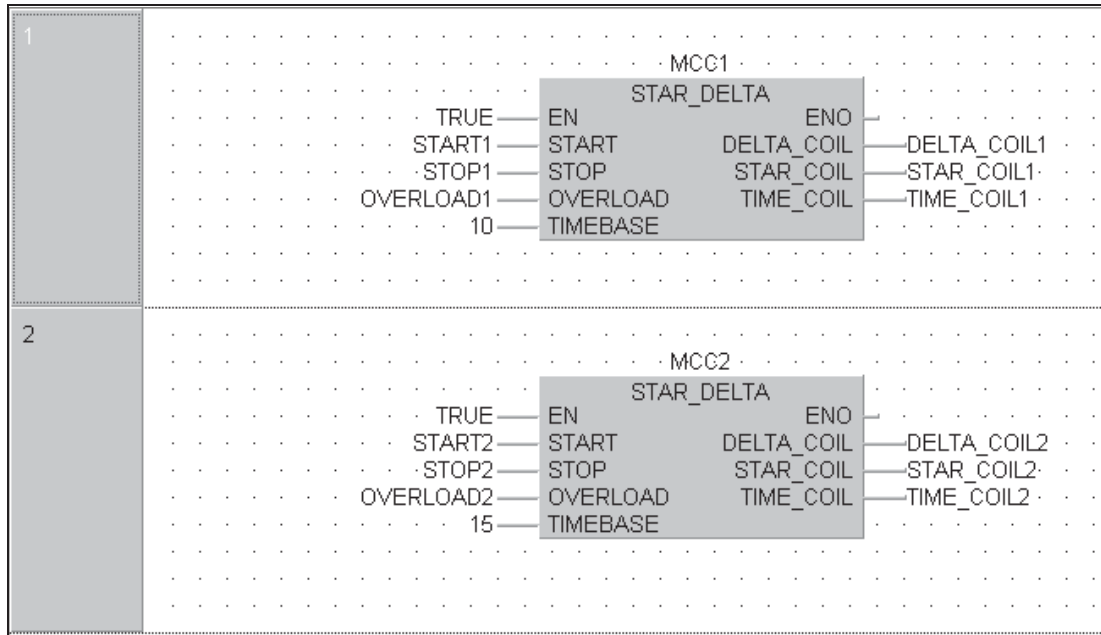 1
MCC1
STAR_DELTA
TRUE EN ENO
START1 START DELTA_COIL DELTA_COIL1
STOP1 STOP STAR_COIL STAR_COIL1
OVERLOAD1 OVERLOAD TIME_COIL TIME_COIL1
10 TIMEBASE
2
MCC2
STAR_DELTA
TRUE EN ENO
START2 START DELTA_COIL DELTA_COIL2
STOP2 STOP STAR_COIL STAR_COIL2
OVERLOAD2 OVERLOAD TIME_COIL TIME_COIL2
15 TIMEBASE